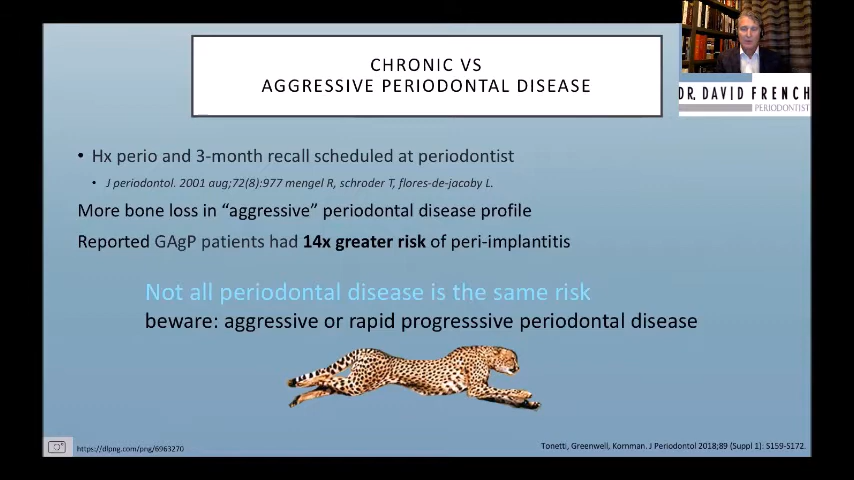 CHRONIC VS
AGGRESSIVE PERIODONTAL DISEASE
DR. DAVID FRENCH
PERIODONTIST
• Hx perio and 3-month recall scheduled at periodontist
• J periodontol. 2001 aug;72(8):977 mengel R, schroder T, flores-de-jacoby L.
More bone loss in “aggressive” periodontal disease profile
Reported GAgP patients had 14x greater risk of peri-implantitis
Not all periodontal disease is the same risk
beware: aggressive or rapid progresssive periodontal disease
https://dlpng.com/png/6963270
Tonetti, Greenwell, Kornman. J Periodontol 2018;89 (Suppl 1): S159-S172.